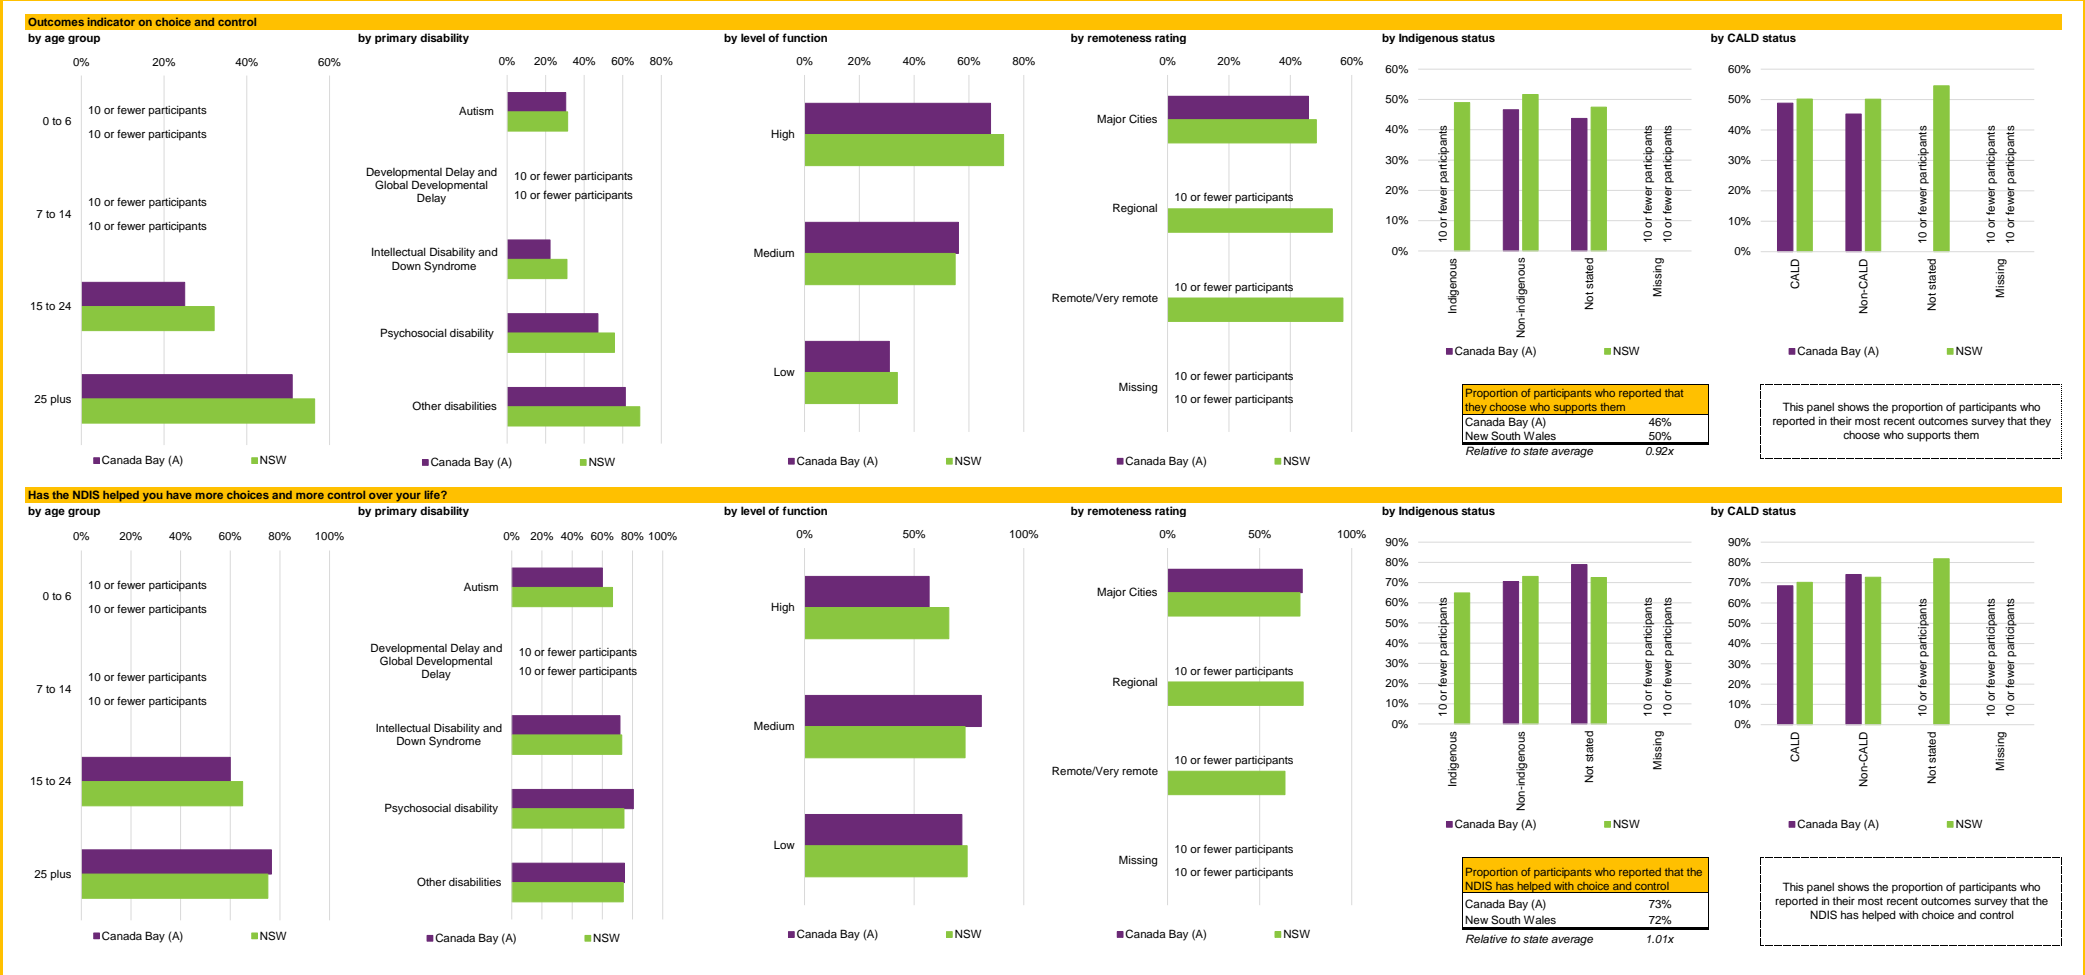 Outcomes indicator on choice and control
by age group
0%
20%
40%
60%
0 to 6
10 or fewer participants
10 or fewer participants
7 to 14
10 or fewer participants
10 or fewer participants
15 to 24
25 plus
Canada Bay (A)
NSW
by primary disability
0%
20%
40%
60%
80%
Autism
Developmental Delay and
Global Developmental
Delay
10 or fewer participants
10 or fewer participants
Intellectual Disability and
Down Syndrome
Psychosocial disability
Other disabilities
Canada Bay (A)
NSW
by level of function
0%
20%
40%
60%
80%
High
Medium
Low
Canada Bay (A)
NSW
by remoteness rating
0%
20%
40%
60%
Major Cities
Regional
10 or fewer participants
Remote/Very remote
10 or fewer participants
Missing
10 or fewer participants
10 or fewer participants
Canada Bay (A)
NSW
by Indigenous status
60%
50%
40%
30%
20%
10%
0%
10 or fewer participants
10 or fewer participants
10 or fewer participants
Indigenous
Non-indigenous
Not stated
Missing
Canada Bay (A)
NSW
by CALD status
60%
50%
40%
30%
20%
10%
0%
10 or fewer participants
10 or fewer participants
10 or fewer participants
CALD
Non-CALD
Not stated
Missing
Canada Bay (A)
NSW
Proportion of participants who reported that
they choose who supports them
Canada Bay (A) 46%
New South Wales 50%
Relative to state average 0.92x
This panel shows the proportion of participants who
reported in their most recent outcomes survey that they
choose who supports them
Has the NDIS helped you have more choices and more control over your life?
by age group
0%
20%
40%
60%
80%
100%
0 to 6
10 or fewer participants
10 or fewer participants
7 to 14
10 or fewer participants
10 or fewer participants
15 to 24
25 plus
Canada Bay (A)
NSW
by primary disability
0%
20%
40%
60%
80%
100%
Autism
Developmental Delay and
Global Developmental
Delay
10 or fewer participants
10 or fewer participants
Intellectual Disability and
Down Syndrome
Psychosocial disability
Other disabilities
Canada Bay (A)
NSW
by level of function
0%
50%
100%
High
Medium
Low
Canada Bay (A)
NSW
by remoteness rating
0%
50%
100%
Major Cities
Regional
10 or fewer participants
Remote/Very remote
10 or fewer participants
Missing
10 or fewer participants
10 or fewer participants
Canada Bay (A)
NSW
by Indigenous status
90%
80%
70%
60%
50%
40%
30%
20%
10%
0%
10 or fewer participants
10 or fewer participants
10 or fewer participants
Indigenous
Non-indigenous
Not stated
Missing
Canada Bay (A)
NSW
by CALD status
90%
80%
70%
60%
50%
40%
30%
20%
10%
0%
10 or fewer participants
10 or fewer participants
10 or fewer participants
CALD
Non-CALD
Not stated
Missing
Canada Bay (A)
NSW
Proportion of participants who reported that the
NDIS has helped with choice and control
Canada Bay (A) 73%
New South Wales 72%
Relative to state average 1.01x
This panel shows the proportion of participants who
reported in their most recent outcomes survey that the
NDIS has helped with choice and control